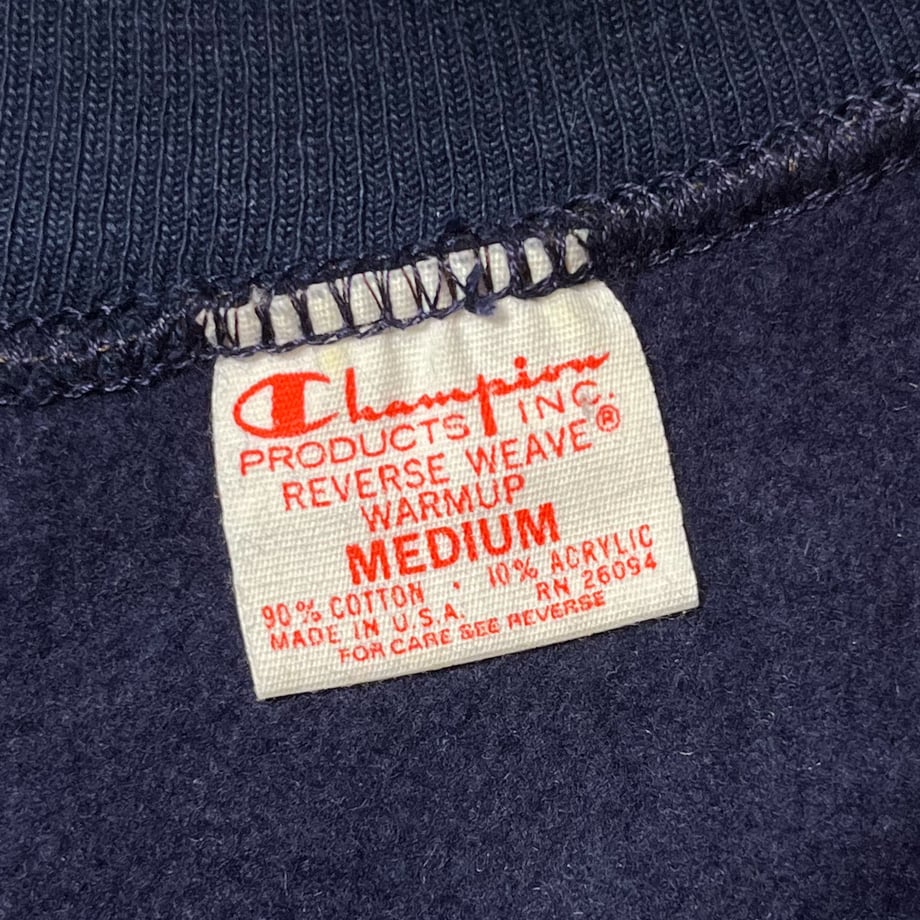 Champion
PRODUCTS INC.
REVERSE WEAVE®
WARMUP
MEDIUM
90% COTTON · 10% ACRYLIC
MADE IN U.S.A. RN 26094
FOR CARE SEE REVERSE